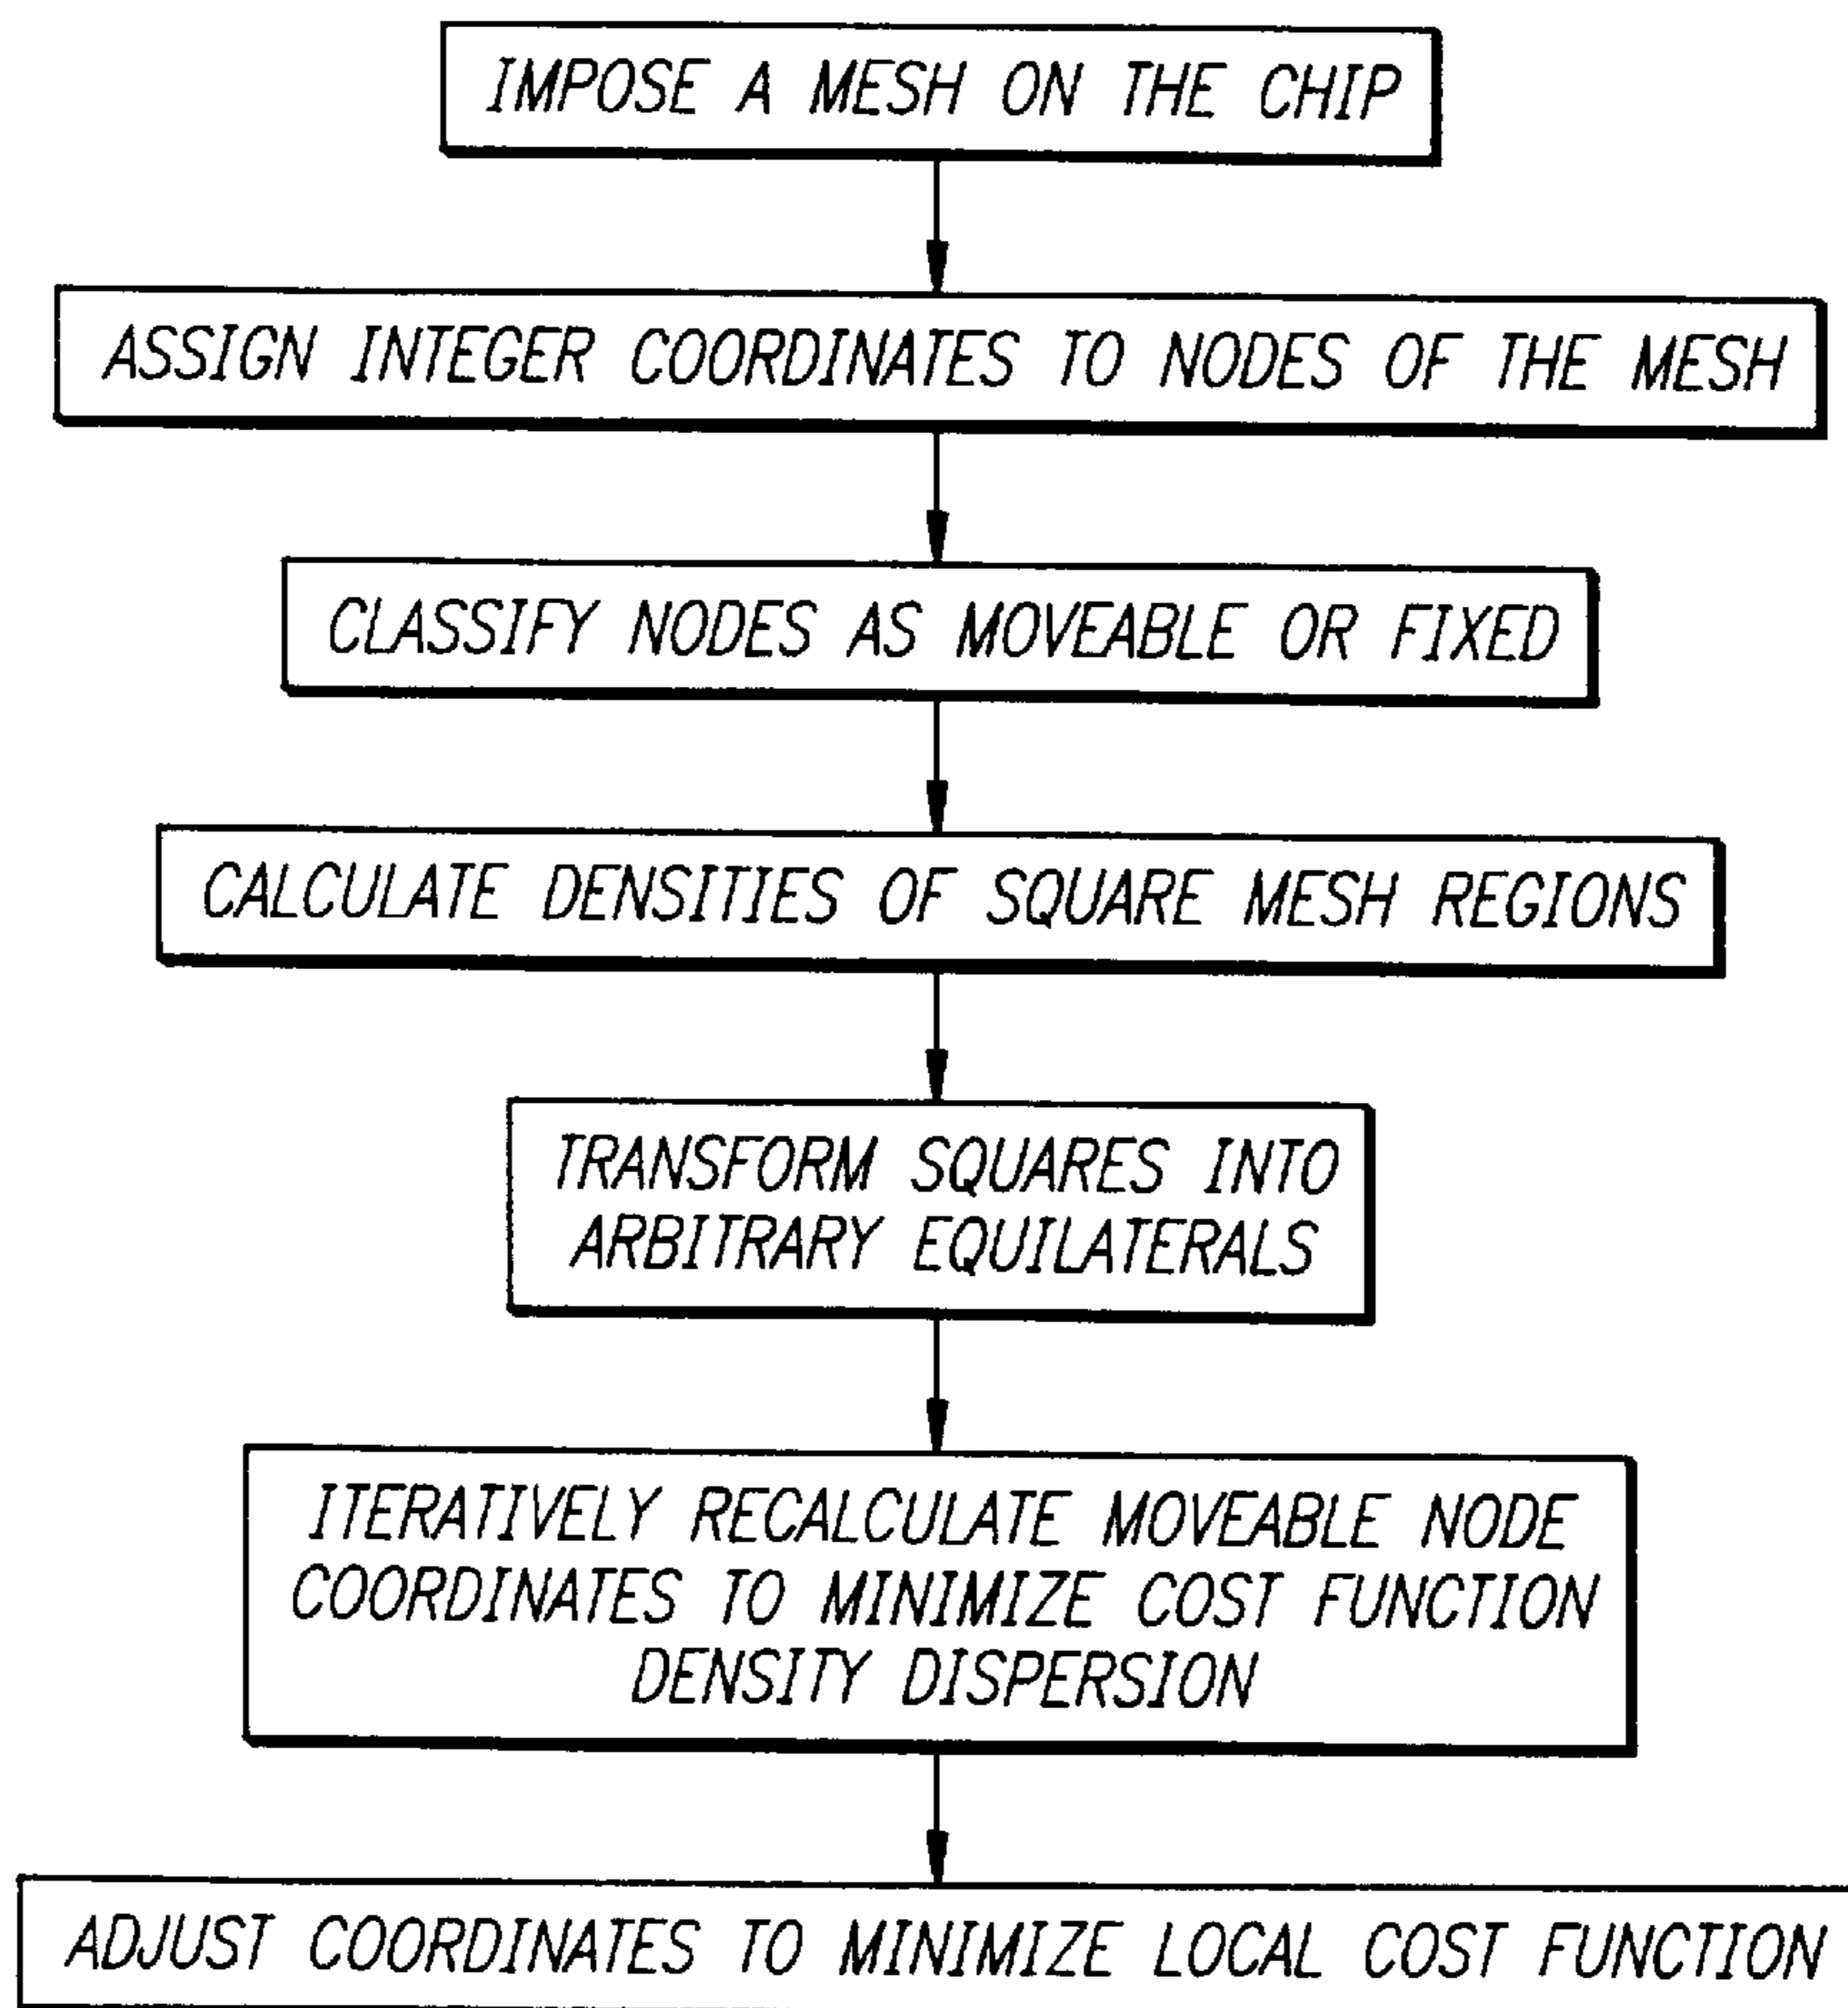 IMPOSE A MESH ON THE CHIP
ASSIGN INTEGER COORDINATES TO NODES OF THE MESH
CLASSIFY NODES AS MOVEABLE OR FIXED
CALCULATE DENSITIES OF SQUARE MESH REGIONS
TRANSFORM SQUARES INTO
ARBITRARY EQUILATERALS
ITERATIVELY RECALCULATE MOVEABLE NODE
COORDINATES TO MINIMIZE COST FUNCTION
DENSITY DISPERSION
ADJUST COORDINATES TO MINIMIZE LOCAL COST FUNCTION